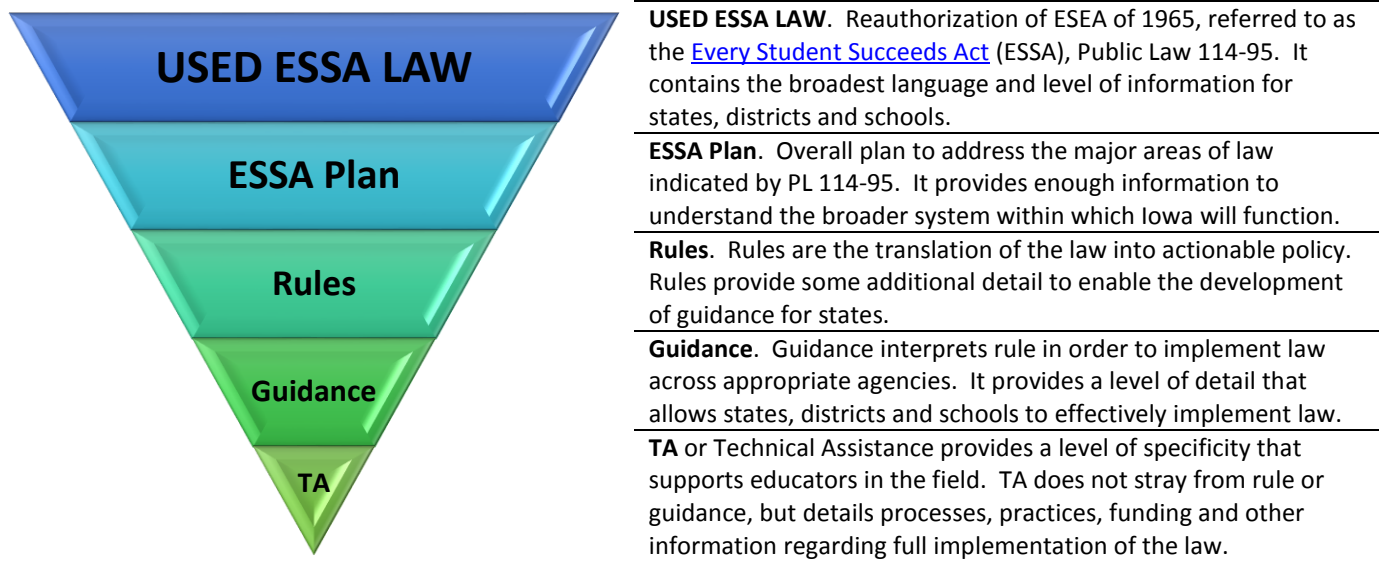 USED ESSA LAW
ESSA Plan
Rules
Guidance
TA
USED ESSA LAW.  Reauthorization of ESEA of 1965, referred to as
the Every Student Succeeds Act (ESSA), Public Law 114-95.  It
contains the broadest language and level of information for
states, districts and schools.
ESSA Plan.  Overall plan to address the major areas of law
indicated by PL 114-95.  It provides enough information to
understand the broader system within which Iowa will function.
Rules.  Rules are the translation of the law into actionable policy.
Rules provide some additional detail to enable the development
of guidance for states.
Guidance.  Guidance interprets rule in order to implement law
across appropriate agencies.  It provides a level of detail that
allows states, districts and schools to effectively implement law.
TA or Technical Assistance provides a level of specificity that
supports educators in the field.  TA does not stray from rule or
guidance, but details processes, practices, funding and other
information regarding full implementation of the law.